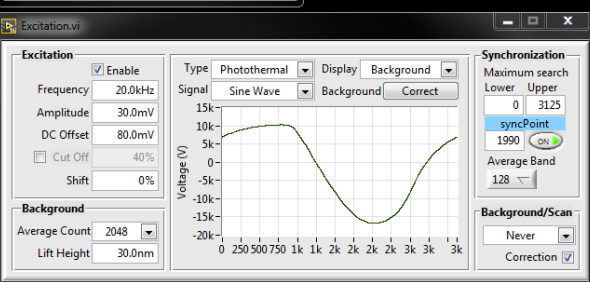 Excitation.vi
Excitation
Enable
Frequency 20.0kHz
Amplitude 30.0mV
DC Offset 80.0mV
Cut Off 40%
Shift 0%
Background
Average Count 2048
Lift Height 30.0nm
Type Photothermal Display Background
Signal Sine Wave Background Correct
Voltage (V)
15k
10k
5k
0
-5k
-10k
-15k
-20k
0 250 500 750 1k 1k 2k 2k 2k 3k 3k 3k
Synchronization
Maximum search
Lower Upper
0 3125
syncPoint
1990 ON
Average Band
128
Background/Scan
Never
Correction